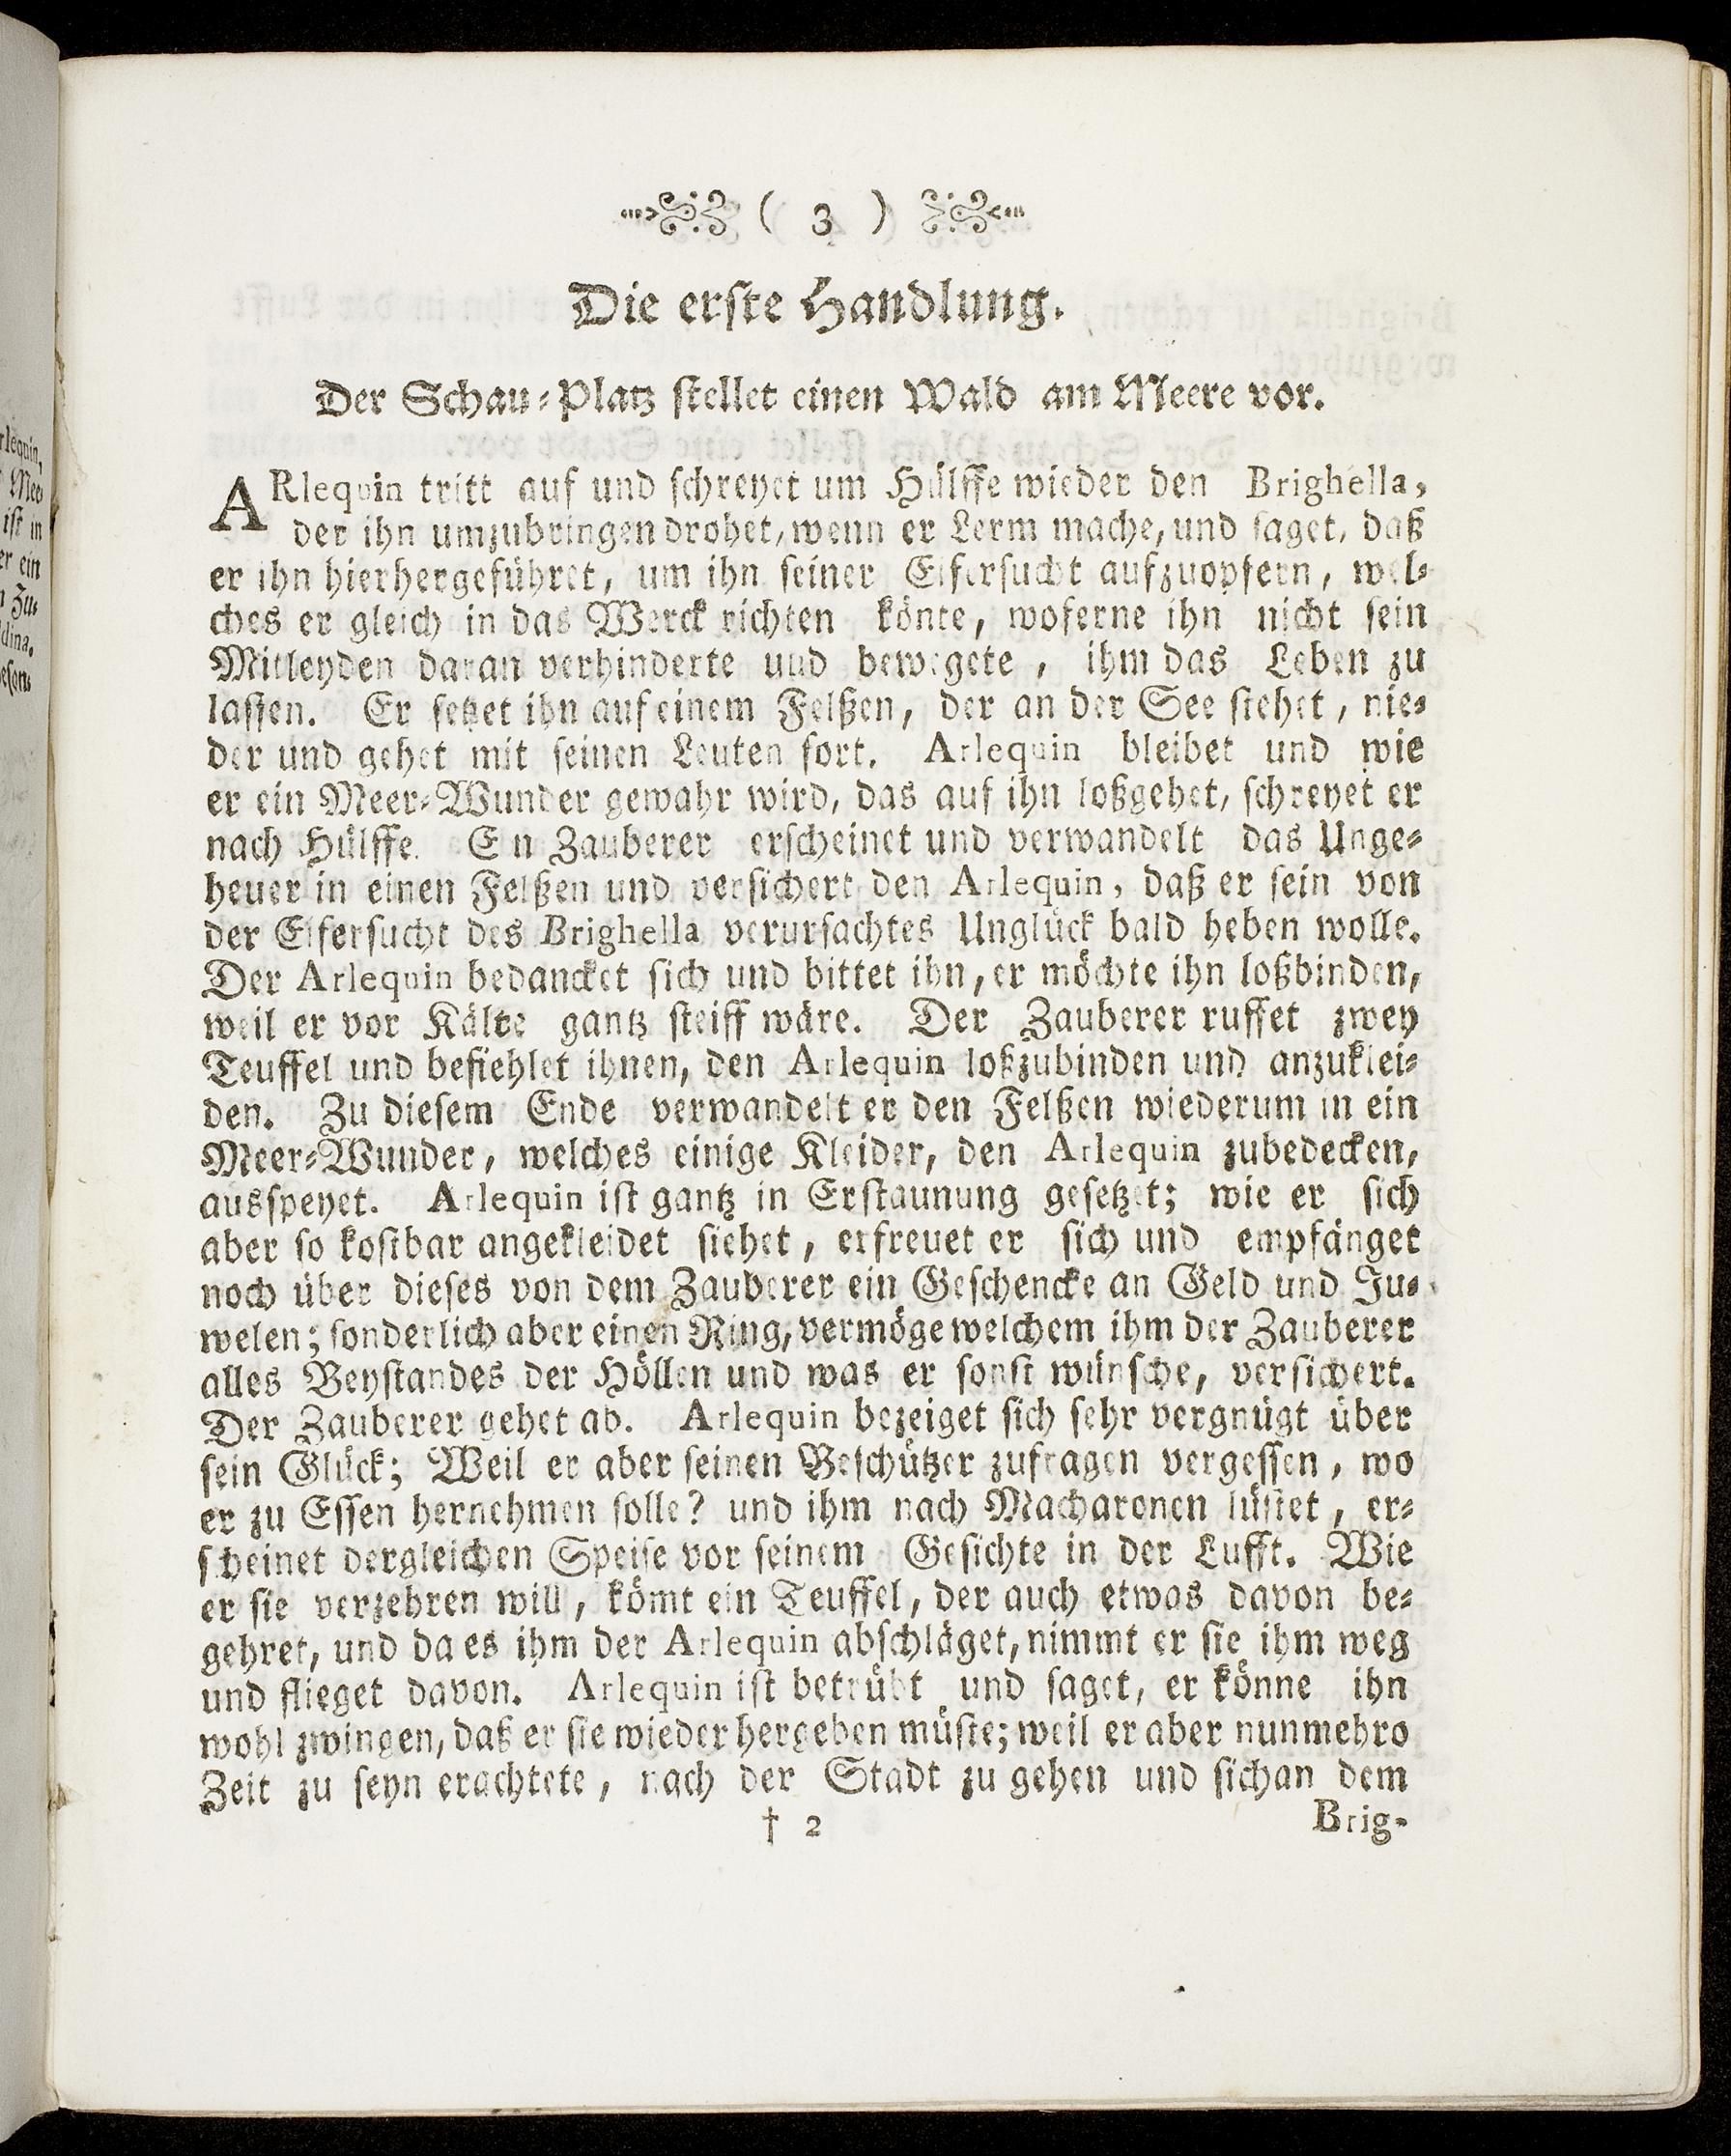 ( 3 )
Die erste Handlung.
Der Schau-Platz stellet einen Wald am Meere vor.
ARlequin tritt auf und schreyet um Hülffe wieder den Brighella,
der ihn umzubringen drohet, wenn er Lerm mache, und saget, daß
er ihn hierhergeführet, um ihn seiner Eifersucht aufzuopfern, wel-
ches er gleich in das Werck richten könte, woferne ihn nicht sein
Mitleyden daran verhinderte uud bewegete, ihm das Leben zu
lassen. Er setzet ihn auf einem Felßen, der an der See stehet, nie-
der und gehet mit seinen Leuten fort. Arlequin bleibet und wie
er ein Meer-Wunder gewahr wird, das auf ihn loßgehet, schreyet er
nach Hülffe. Ein Zauberer erscheinet und verwandelt das Unge-
heuer in einen Felßen und versichert den Arlequin, daß er sein von
der Eifersucht des Brighella verursachtes Unglück bald heben wolle.
Der Arlequin bedancket sich und bittet ihn, er möchte ihn loßbinden,
weil er vor Kälte gantz steiff wäre. Der Zauberer ruffet zwey
Teuffel und befiehlet ihnen, den Arlequin loßzubinden und anzuklei-
den. Zu diesem Ende verwandelt er den Felßen wiederum in ein
Meer-Wunder, welches einige Kleider, den Arlequin zubedecken,
ausspeyet. Arlequin ist gantz in Erstaunung gesetzet; wie er sich
aber so kostbar angekleidet siehet, erfreuet er sich und empfänget
noch über dieses von dem Zauberer ein Geschencke an Geld und Ju-
welen; sonderlich aber einen Ring, vermöge welchem ihm der Zauberer
alles Beystandes der Höllen und was er sonst wünsche, versichert.
Der Zauberer gehet ab. Arlequin bezeiget sich sehr vergnügt über
sein Glück; Weil er aber seinen Beschützer zufragen vergessen, wo
er zu Essen hernehmen solle? und ihm nach Macharonen lüstet, er-
scheinet dergleichen Speise vor seinem Gesichte in der Lufft. Wie
er sie verzehren will, kömt ein Teuffel, der auch etwas davon be-
gehret, und da es ihm der Arlequin abschläget, nimmt er sie ihm weg
und flieget davon. Arlequin ist betrübt und saget, er könne ihn
wohl zwingen, daß er sie wieder hergeben müste; weil er aber nunmehro
Zeit zu seyn erachtete, nach der Stadt zu gehen und sichan dem
† 2 Brig-